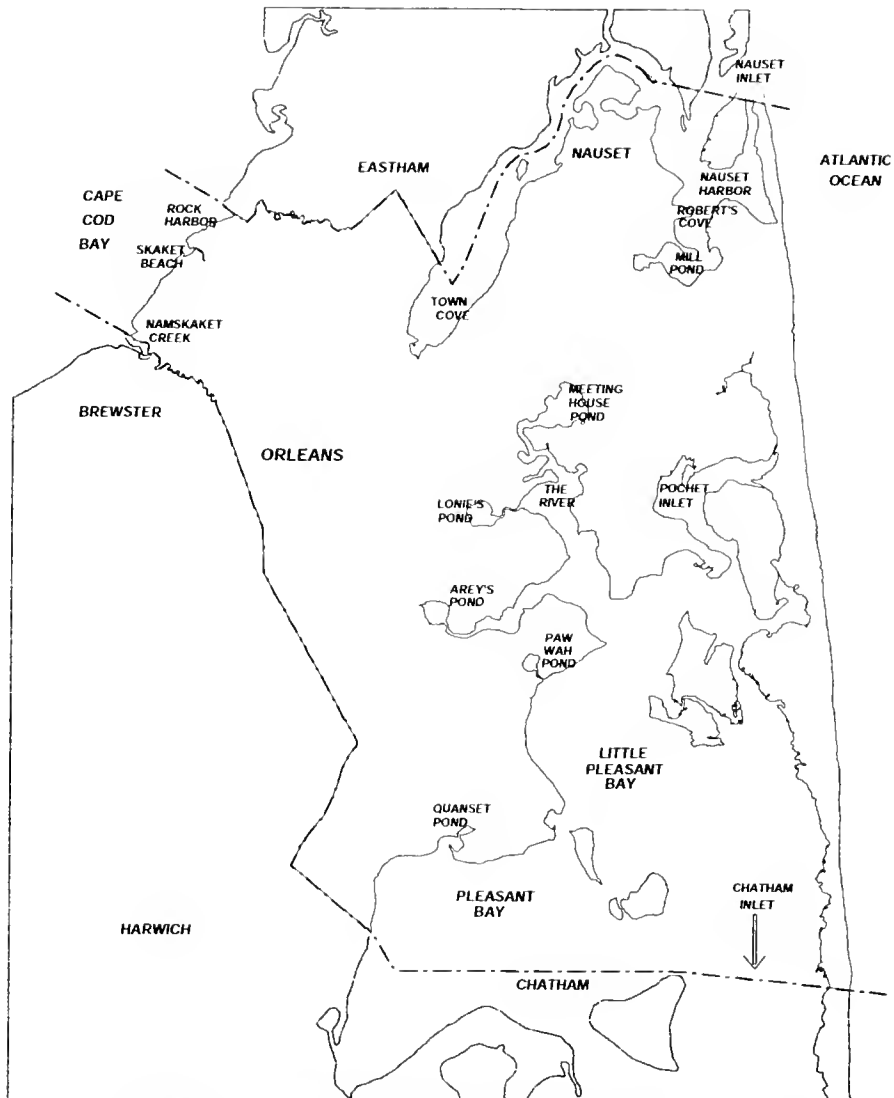 NAUSET
INLET
EASTHAM
NAUSET
ATLANTIC
OCEAN
NAUSET
HARBOR
CAPE
COD
BAY
ROCK
HARBOR
ROBERT'S
COVE
SKAKET
BEACH
MILL
POND
TOWN
COVE
NAMSKAKET
CREEK
BREWSTER
MEETING
HOUSE
POND
ORLEANS
THE
RIVER
POCHET
INLET
LONIE'S
POND
AREY'S
POND
PAW
WAH
POND
LITTLE
PLEASANT
BAY
QUANSET
POND
PLEASANT
BAY
CHATHAM
INLET
HARWICH
CHATHAM